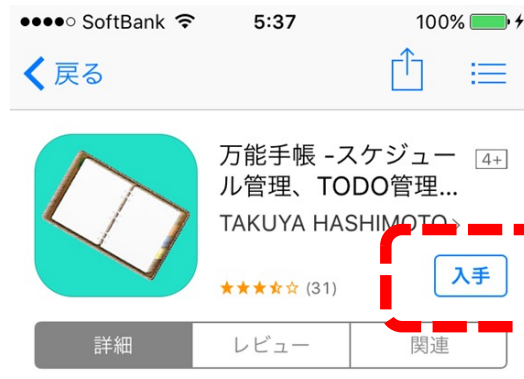 SoftBank 5:37 100%
戻る
万能手帳 -スケジュー 4+
ル管理、TODO管理...
TAKUYA HASHIMOTO>
★★★★☆ (31)
入手
詳細 レビュー 関連